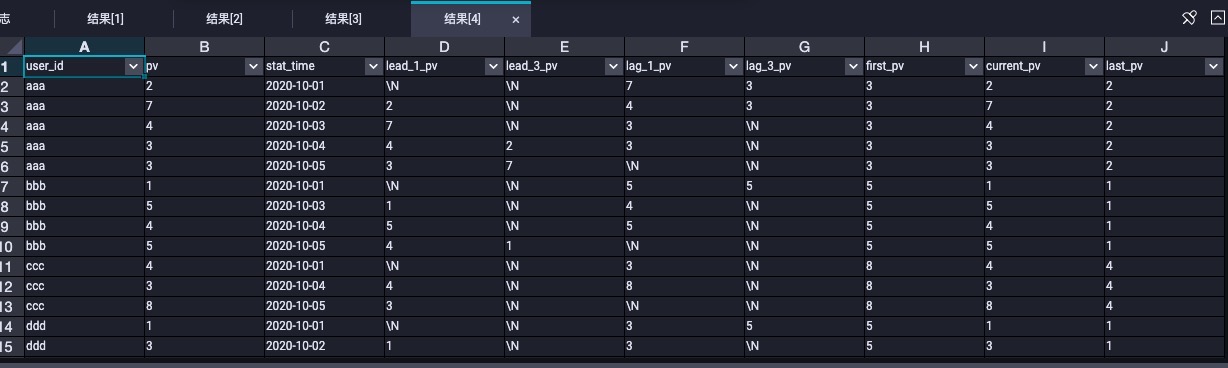 志 结果[1] 结果[2] 结果[3] 结果[4] ×
A B C D E F G H I J
1 user_id pv stat_time lead_1_pv lead_3_pv lag_1_pv lag_3_pv first_pv current_pv last_pv
2 aaa 2 2020-10-01 \N \N 7 3 3 2 2
3 aaa 7 2020-10-02 2 \N 4 3 3 7 2
4 aaa 4 2020-10-03 7 \N 3 \N 3 4 2
5 aaa 3 2020-10-04 4 2 3 \N 3 3 2
6 aaa 3 2020-10-05 3 7 \N \N 3 3 2
7 bbb 1 2020-10-01 \N \N 5 5 5 1 1
8 bbb 5 2020-10-03 1 \N 4 \N 5 5 1
9 bbb 4 2020-10-04 5 \N 5 \N 5 4 1
10 bbb 5 2020-10-05 4 1 \N \N 5 5 1
11 ccc 4 2020-10-01 \N \N 3 \N 8 4 4
12 ccc 3 2020-10-04 4 \N 8 \N 8 3 4
13 ccc 8 2020-10-05 3 \N \N \N 8 8 4
14 ddd 1 2020-10-01 \N \N 3 5 5 1 1
15 ddd 3 2020-10-02 1 \N 3 \N 5 3 1